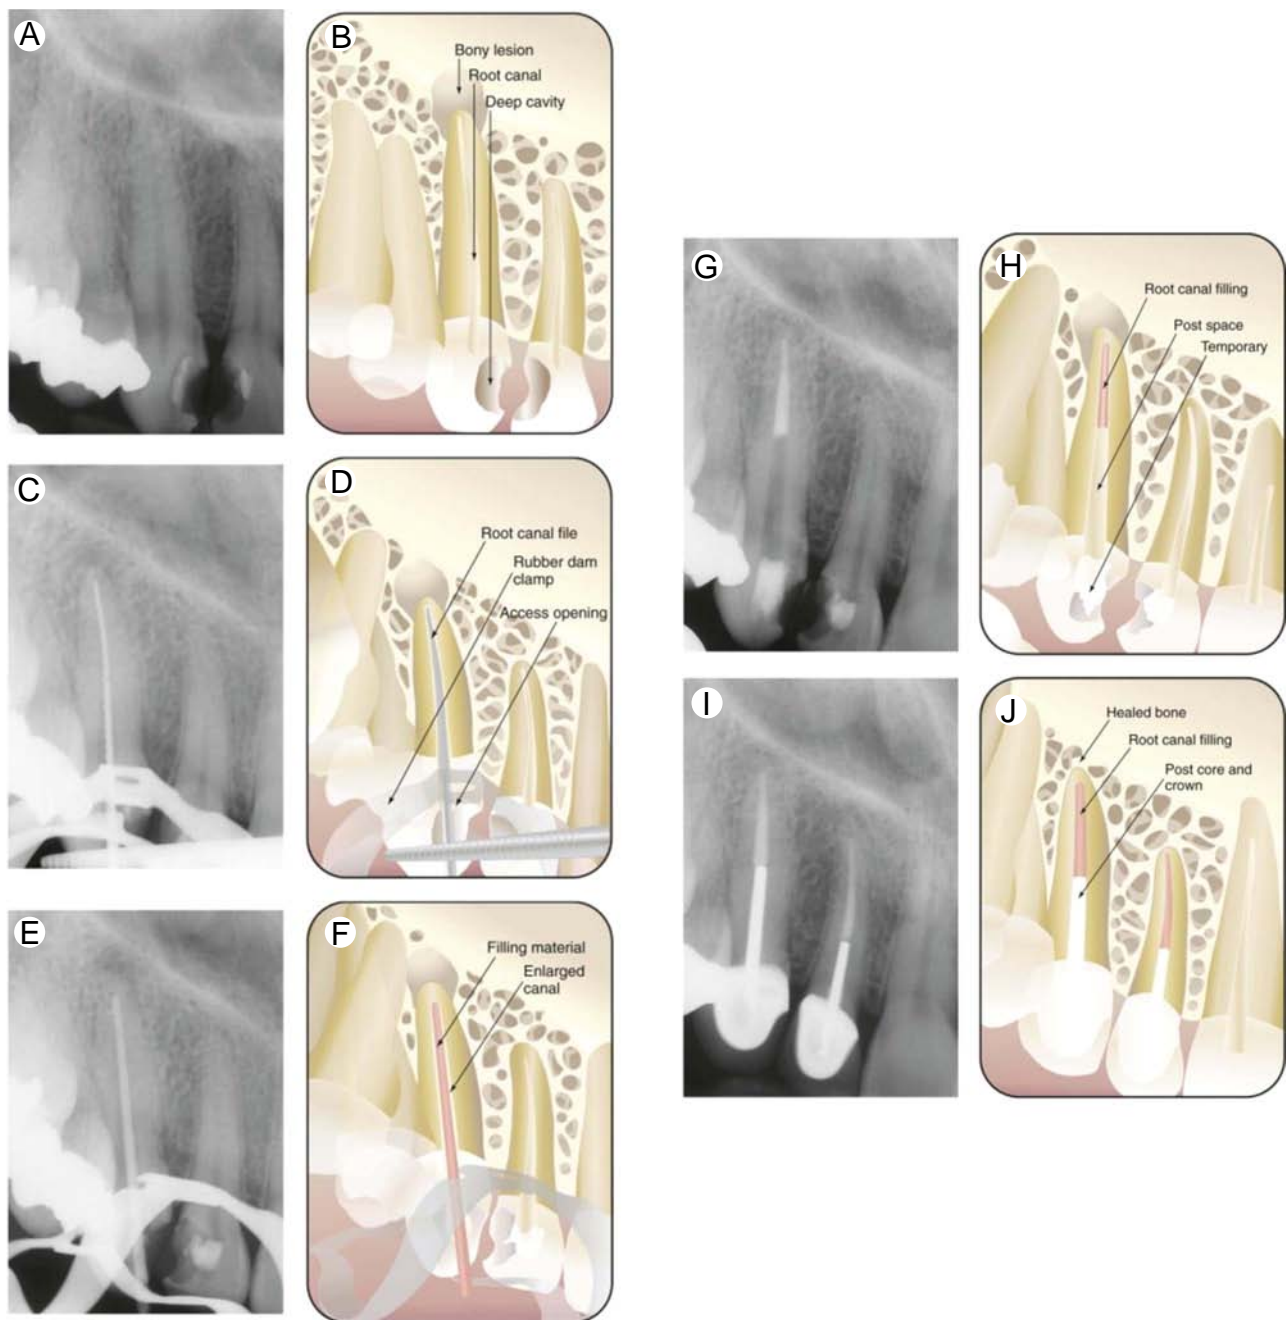 A
B
Bony lesion
Root canal
Deep cavity
C
D
Root canal file
Rubber dam
clamp
Access opening
E
F
Filling material
Enlarged
canal
G
H
Root canal filling
Post space
Temporary
I
J
Healed bone
Root canal filling
Post core and
crown